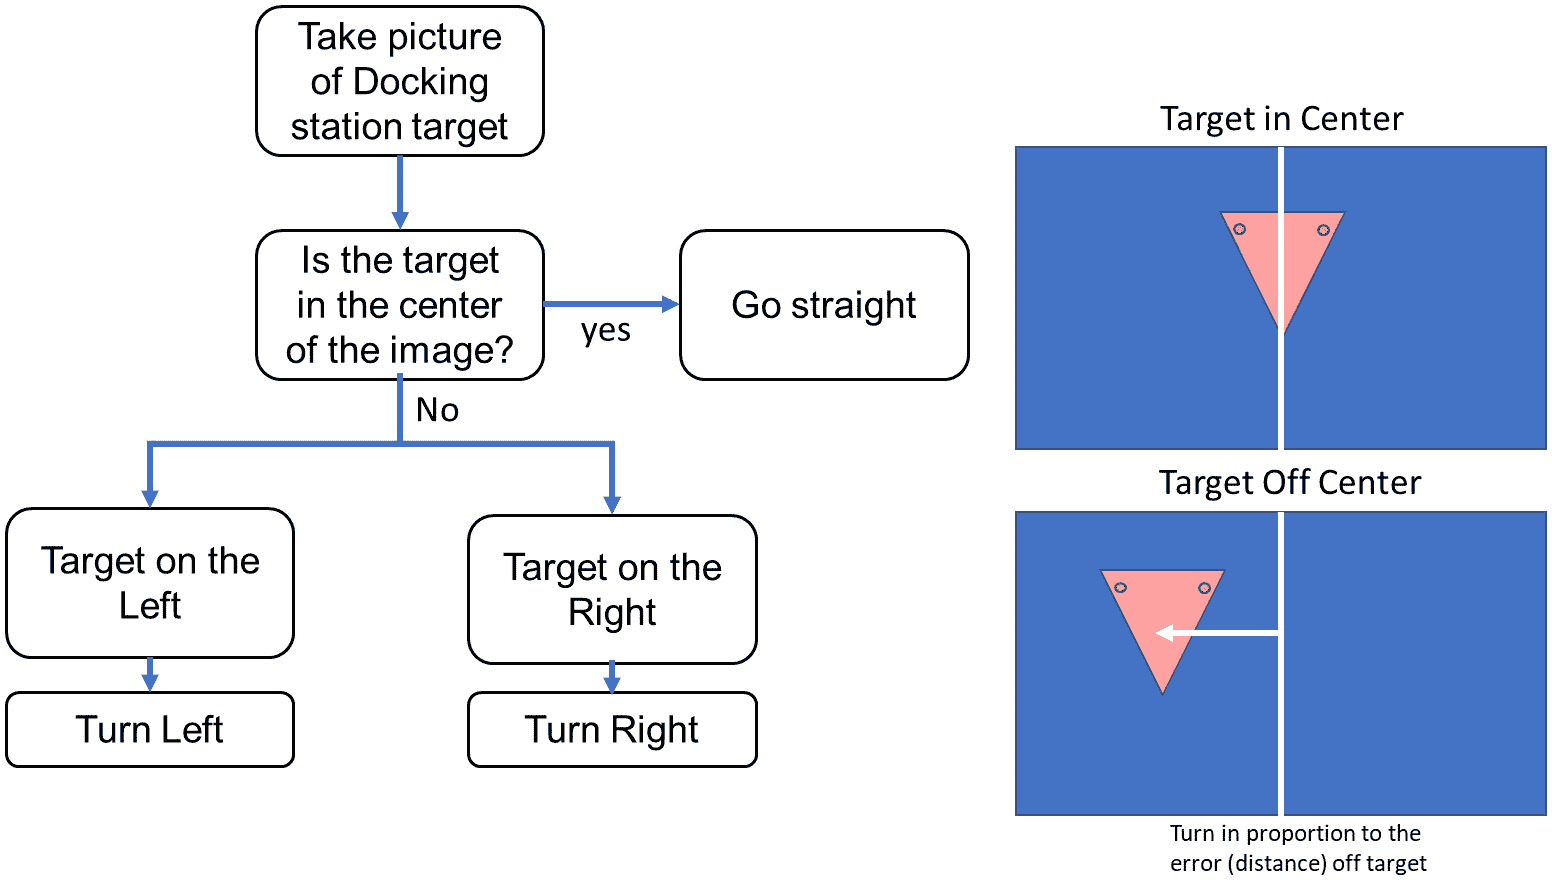 Take picture
of Docking
station target
Is the target
in the center
of the image?
yes
Go straight
No
Target on the
Left
Turn Left
Target on the
Right
Turn Right
Target in Center
Target Off Center
Turn in proportion to the
error (distance) off target